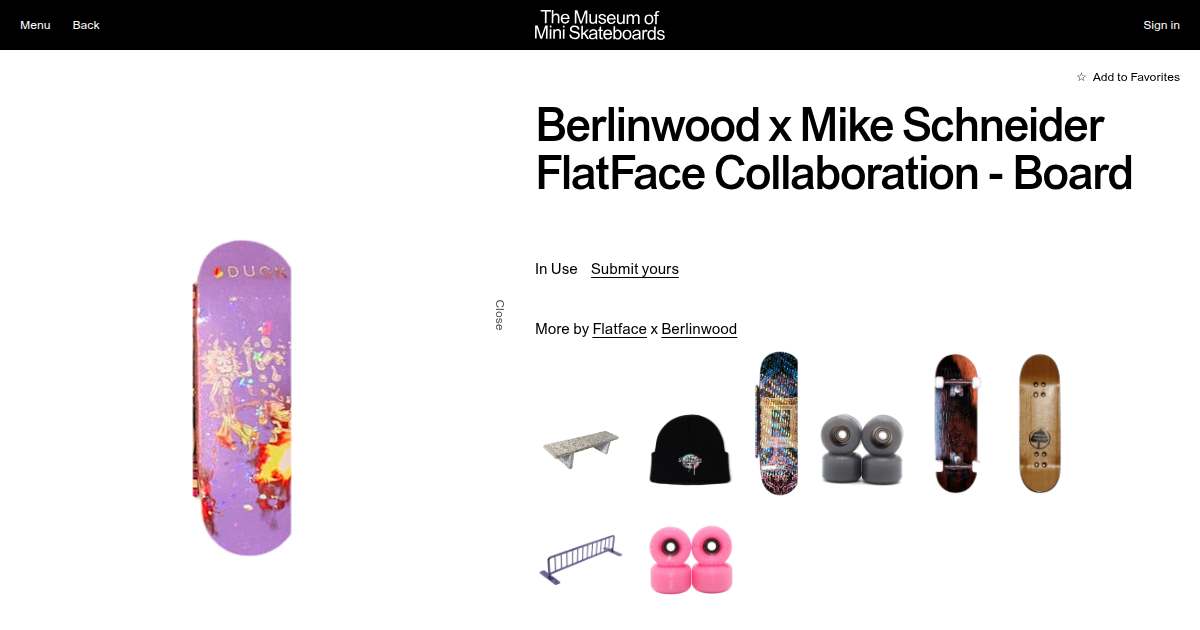 Menu
Back
The Museum of
Mini Skateboards
Sign in
☆ Add to Favorites
Berlinwood x Mike Schneider
FlatFace Collaboration - Board
DUCK
In Use Submit yours
Close
More by Flatface x Berlinwood